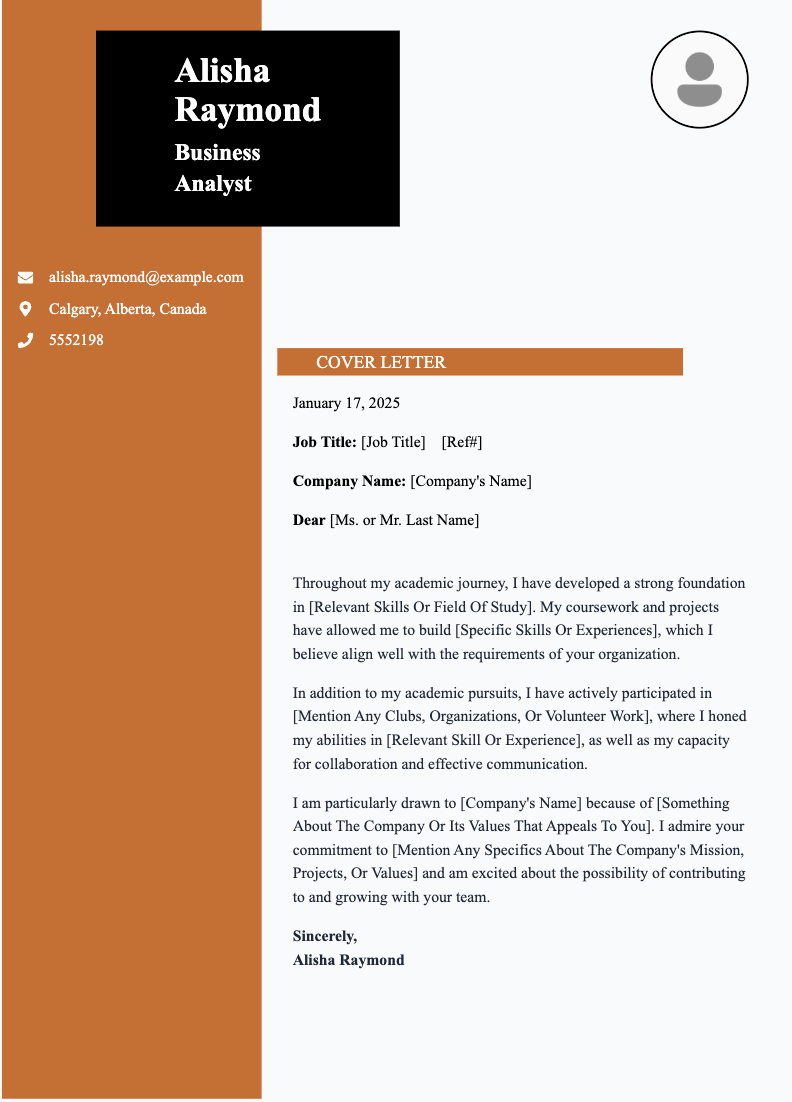 Alisha
Raymond
Business
Analyst
alisha.raymond@example.com
Calgary, Alberta, Canada
5552198
COVER LETTER
January 17, 2025
Job Title: [Job Title] [Ref#]
Company Name: [Company's Name]
Dear [Ms. or Mr. Last Name]
Throughout my academic journey, I have developed a strong foundation
in [Relevant Skills Or Field Of Study]. My coursework and projects
have allowed me to build [Specific Skills Or Experiences], which I
believe align well with the requirements of your organization.
In addition to my academic pursuits, I have actively participated in
[Mention Any Clubs, Organizations, Or Volunteer Work], where I honed
my abilities in [Relevant Skill Or Experience], as well as my capacity
for collaboration and effective communication.
I am particularly drawn to [Company's Name] because of [Something
About The Company Or Its Values That Appeals To You]. I admire your
commitment to [Mention Any Specifics About The Company's Mission,
Projects, Or Values] and am excited about the possibility of contributing
to and growing with your team.
Sincerely,
Alisha Raymond